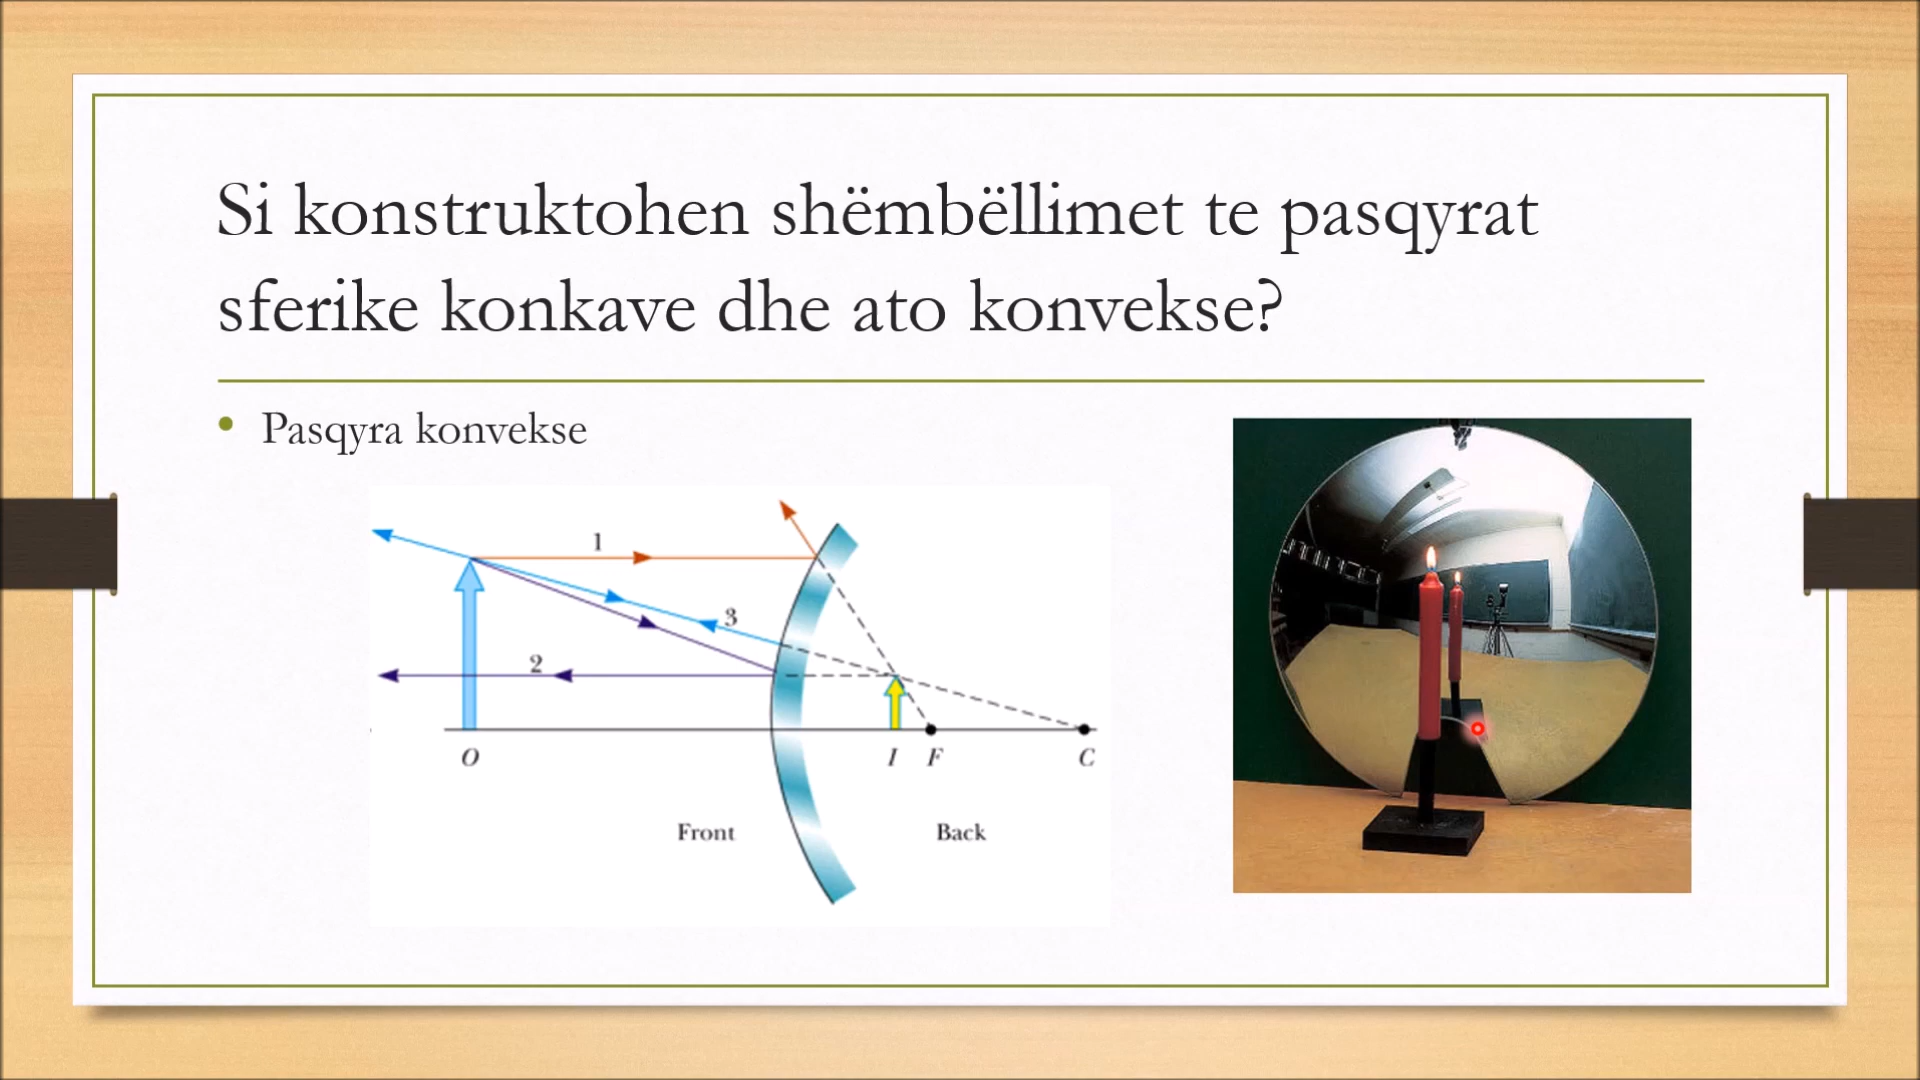 Si konstruktohen shëmbëllimet te pasqyrat
sferike konkave dhe ato konvekse?
• Pasqyra konvekse
1
3
2
O
I
F
C
Front
Back